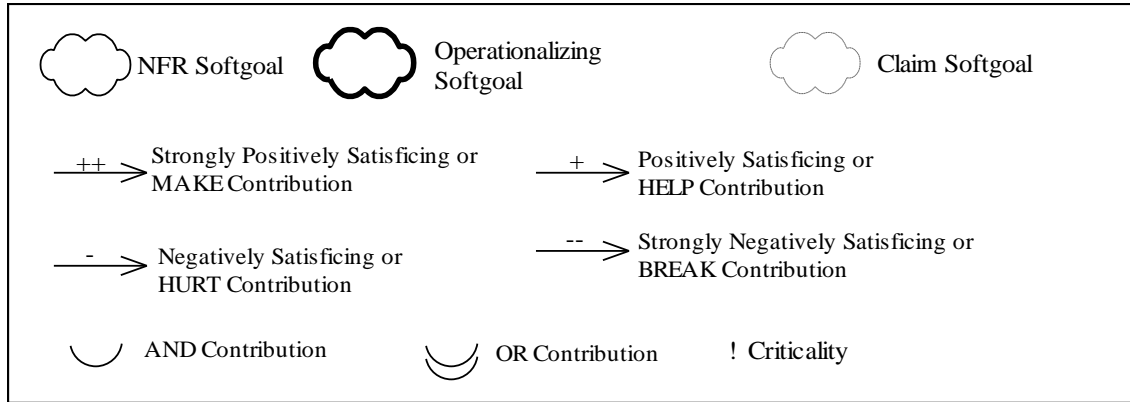 NFR Softgoal
Operationalizing
Softgoal
Claim Softgoal
++
Strongly Positively Satisficing or
MAKE Contribution
+
Positively Satisficing or
HELP Contribution
-
Negatively Satisficing or
HURT Contribution
--
Strongly Negatively Satisficing or
BREAK Contribution
AND Contribution
OR Contribution
! Criticality